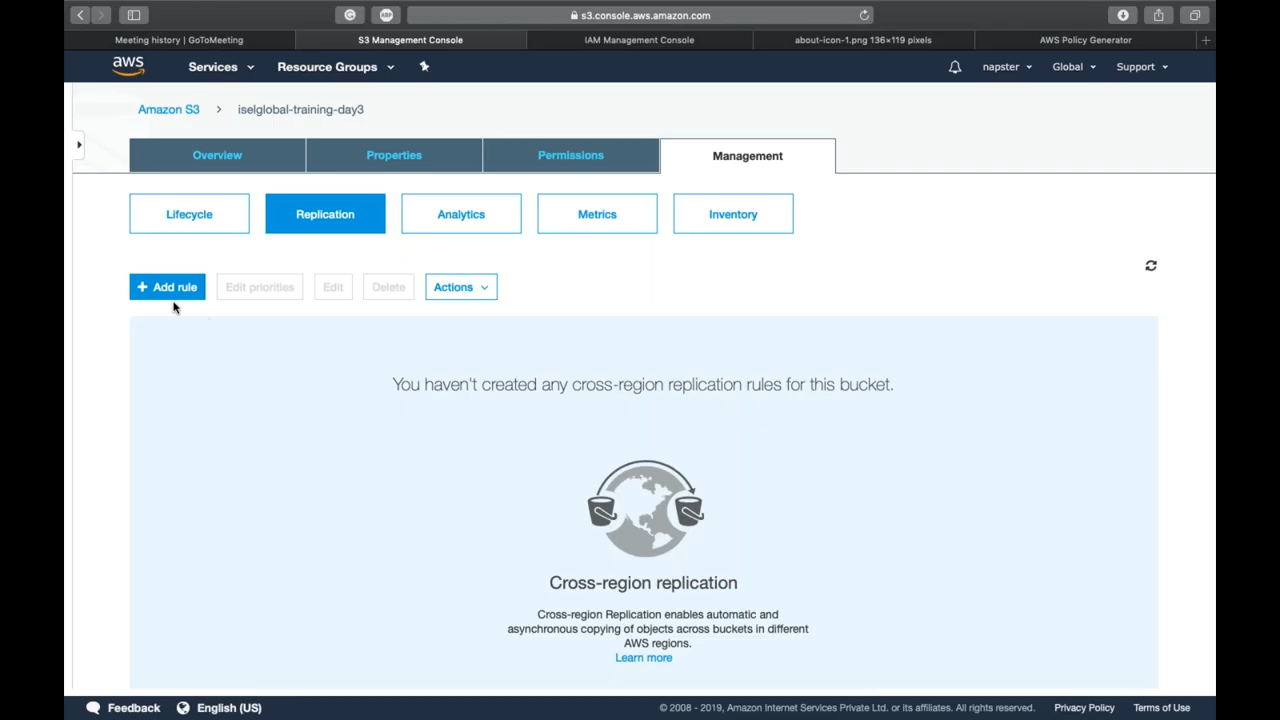 s3.console.aws.amazon.com
Meeting history | GoToMeeting
S3 Management Console
IAM Management Console
about-icon-1.png 136×119 pixels
AWS Policy Generator
aws
Services
Resource Groups
napster
Global
Support
Amazon S3 > iselglobal-training-day3
Overview
Properties
Permissions
Management
Lifecycle
Replication
Analytics
Metrics
Inventory
+ Add rule
Edit priorities
Edit
Delete
Actions
You haven't created any cross-region replication rules for this bucket.
Cross-region replication
Cross-region Replication enables automatic and
asynchronous copying of objects across buckets in different
AWS regions.
Learn more
Feedback
English (US)
© 2008 - 2019, Amazon Internet Services Private Ltd. or its affiliates. All rights reserved.
Privacy Policy
Terms of Use